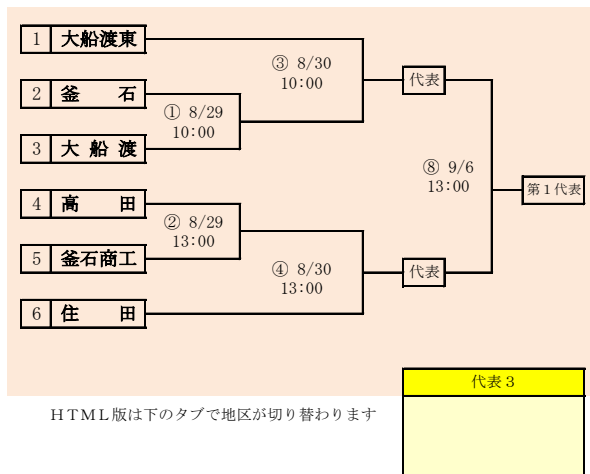 1 大船渡東
③ 8/30
10:00
代表
2 釜 石
① 8/29
10:00
3 大 船 渡
⑧ 9/6
13:00
第1代表
4 高 田
② 8/29
13:00
5 釜石商工
④ 8/30
13:00
代表
6 住 田
代表３
ＨＴＭＬ版は下のタブで地区が切り替わります